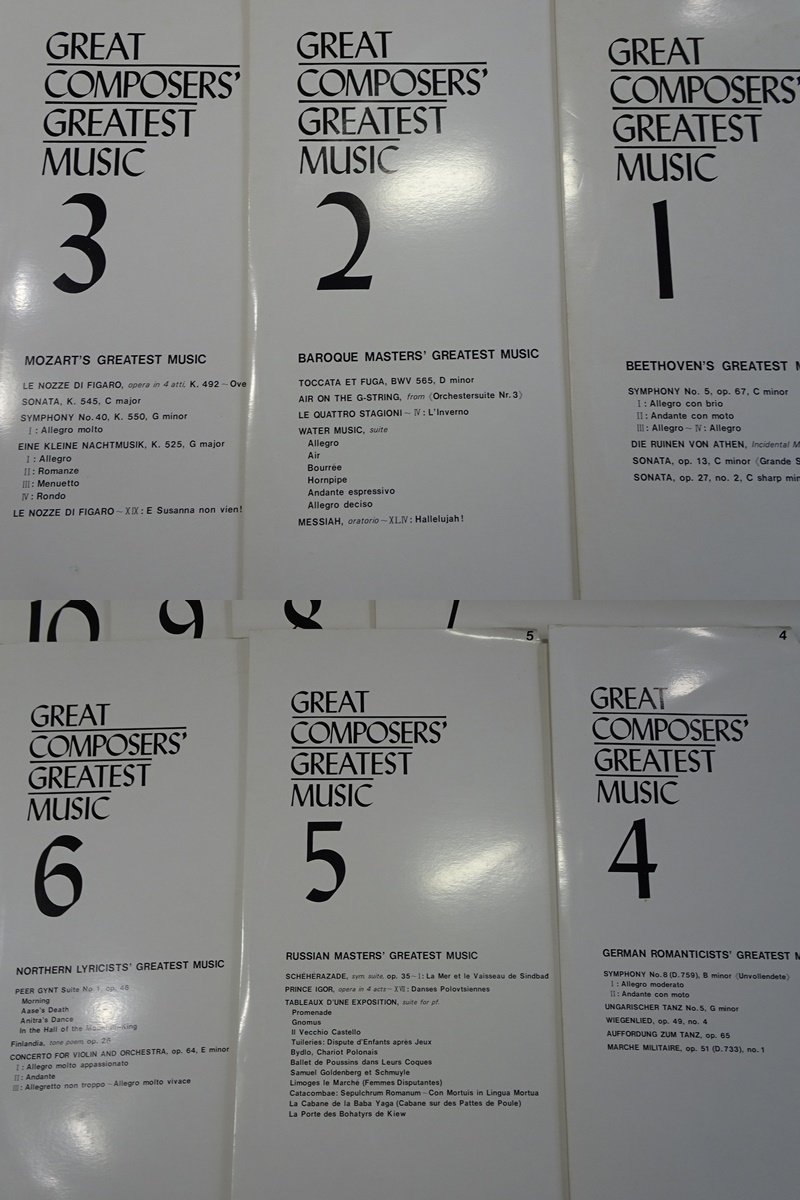 GREAT
COMPOSERS'
GREATEST
MUSIC
3
MOZART'S GREATEST MUSIC
LE NOZZE DI FIGARO, opera in 4 atti, K. 492~Ove
SONATA, K. 545, C major
SYMPHONY No. 40, K. 550, G minor
I : Allegro molto
EINE KLEINE NACHTMUSIK, K. 525, G major
I : Allegro
II : Romanze
III : Menuetto
IV : Rondo
LE NOZZE DI FIGARO~XIX : E Susanna non vien!
GREAT
COMPOSERS'
GREATEST
MUSIC
2
BAROQUE MASTERS' GREATEST MUSIC
TOCCATA ET FUGA, BWV 565, D minor
AIR ON THE G-STRING, from 《Orchestersuite Nr. 3》
LE QUATTRO STAGIONI~IV : L'Inverno
WATER MUSIC, suite
Allegro
Air
Bourrée
Hornpipe
Andante espressivo
Allegro deciso
MESSIAH, oratorio~XLIV : Hallelujah!
GREAT
COMPOSERS'
GREATEST
MUSIC
1
BEETHOVEN'S GREATEST
SYMPHONY No. 5, op. 67, C minor
I : Allegro con brio
II : Andante con moto
III : Allegro~IV : Allegro
DIE RUINEN VON ATHEN, Incidental M
SONATA, op. 13, C minor 《Grande S
SONATA, op. 27, no. 2, C sharp min
10
9
8
7
GREAT
COMPOSERS'
GREATEST
MUSIC
6
NORTHERN LYRICISTS' GREATEST MUSIC
PEER GYNT Suite No. 1, op. 46
Morning
Aase's Death
Anitra's Dance
In the Hall of the Mountain-King
Finlandia, tone poem, op. 26
CONCERTO FOR VIOLIN AND ORCHESTRA, op. 64, E minor
I : Allegro molto appassionato
II : Andante
III : Allegretto non troppo~Allegro molto vivace
5
GREAT
COMPOSERS'
GREATEST
MUSIC
5
RUSSIAN MASTERS' GREATEST MUSIC
SCHÉHÉRAZADE, sym. suite, op. 35~I : La Mer et le Vaisseau de Sindbad
PRINCE IGOR, opera in 4 acts~XVII : Danses Polovtsiennes
TABLEAUX D'UNE EXPOSITION, suite for pf.
Promenade
Gnomus
Il Vecchio Castello
Tuileries: Dispute d'Enfants après Jeux
Bydlo, Chariot Polonais
Ballet de Poussins dans Leurs Coques
Samuel Goldenberg et Schmuyle
Limoges le Marché (Femmes Disputantes)
Catacombae: Sepulchrum Romanum~Con Mortuis in Lingua Mortua
La Cabane de la Baba Yaga (Cabane sur des Pattes de Poule)
La Porte des Bohatyrs de Kiew
4
GREAT
COMPOSERS'
GREATEST
MUSIC
4
GERMAN ROMANTICISTS' GREATEST M
SYMPHONY No. 8 (D. 759), B minor 《Unvollendete》
I : Allegro moderato
II : Andante con moto
UNGARISCHER TANZ No. 5, G minor
WIEGENLIED, op. 49, no. 4
AUFFORDUNG ZUM TANZ, op. 65
MARCHE MILITAIRE, op. 51 (D. 733), no. 1